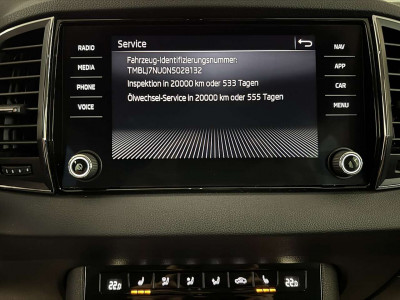 RADIO
MEDIA
PHONE
VOICE
Service
Fahrzeug-Identifizierungsnummer:
TMBLJ7NU0N5028132
Inspektion in 20000 km oder 533 Tagen
Ölwechsel-Service in 20000 km oder 555 Tagen
NAV
APP
CAR
MENU
22.0
22.0